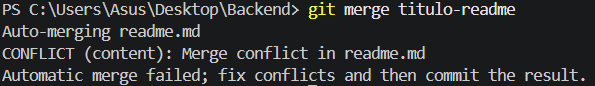 PS C:\Users\Asus\Desktop\Backend> git merge titulo-readme
Auto-merging readme.md
CONFLICT (content): Merge conflict in readme.md
Automatic merge failed; fix conflicts and then commit the result.